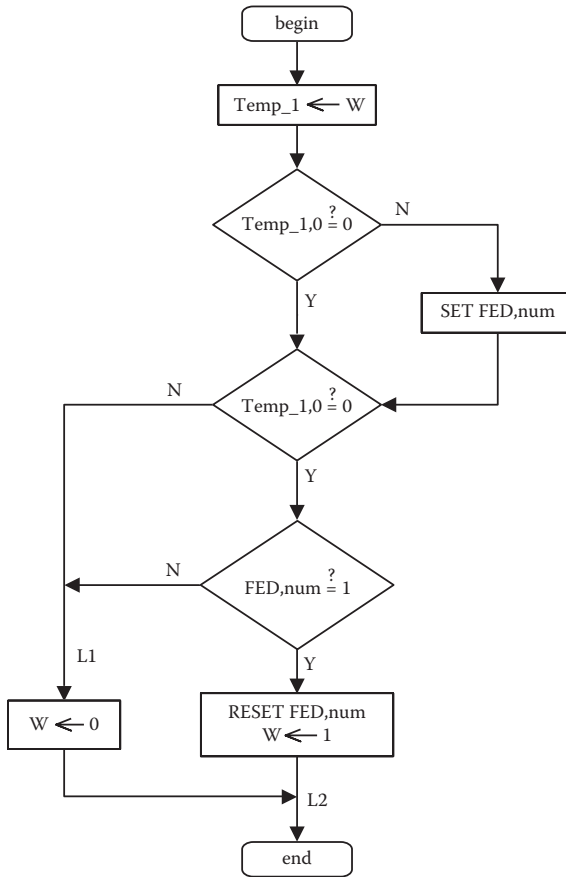 begin
Temp_1 ← W
Temp_1,0 ≟ 0
N
Y
SET FED,num
Temp_1,0 ≟ 0
N
Y
FED,num ≟ 1
N
Y
L1
W ← 0
RESET FED,num
W ← 1
L2
end